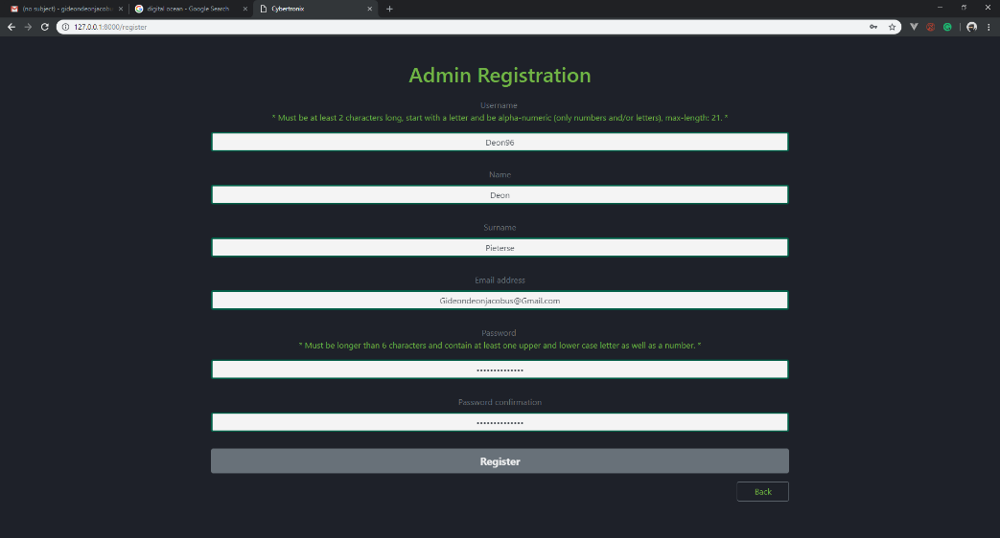 (no subject) - gideondeonjacobu
digital ocean - Google Search
Cybertronix
127.0.0.1:8000/register
Admin Registration
Username
* Must be at least 2 characters long, start with a letter and be alpha-numeric (only numbers and/or letters), max-length: 21. *
Deon96
Name
Deon
Surname
Pieterse
Email address
Gideondeonjacobus@Gmail.com
Password
* Must be longer than 6 characters and contain at least one upper and lower case letter as well as a number. *
••••••••••••••
Password confirmation
••••••••••••••
Register
Back